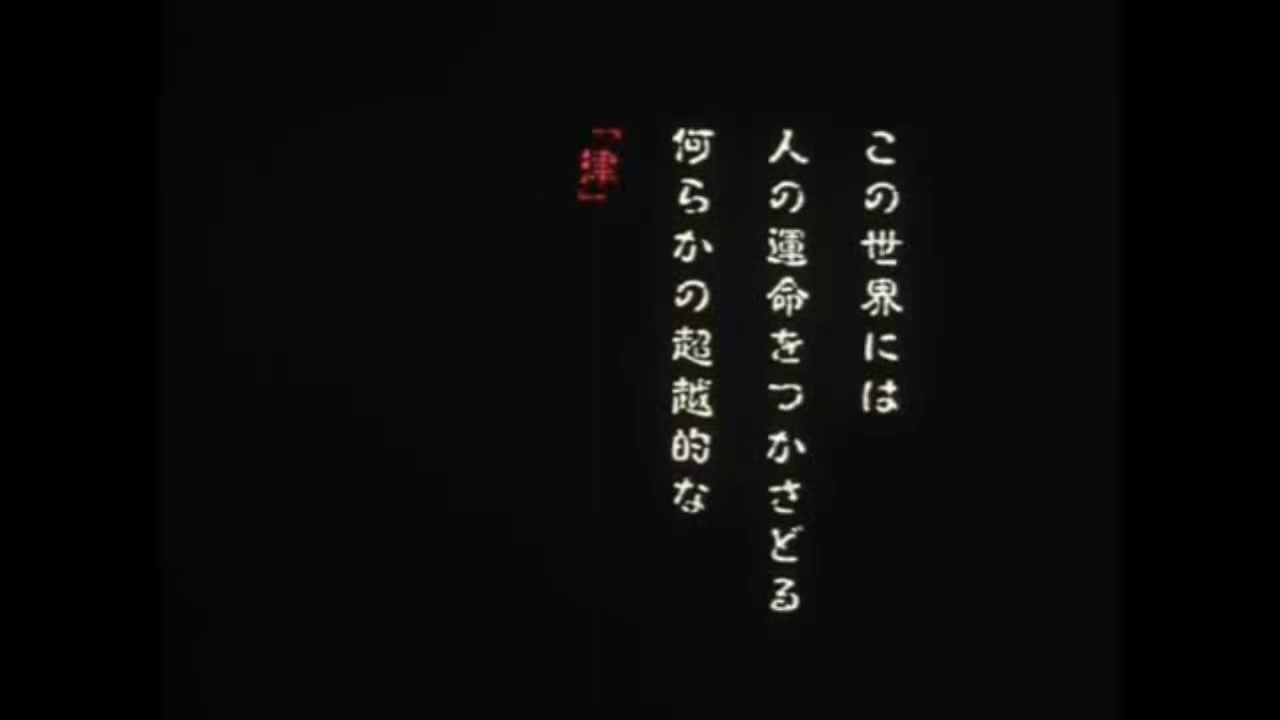 この世界には
人の運命をつかさどる
何らかの超越的な
「律」